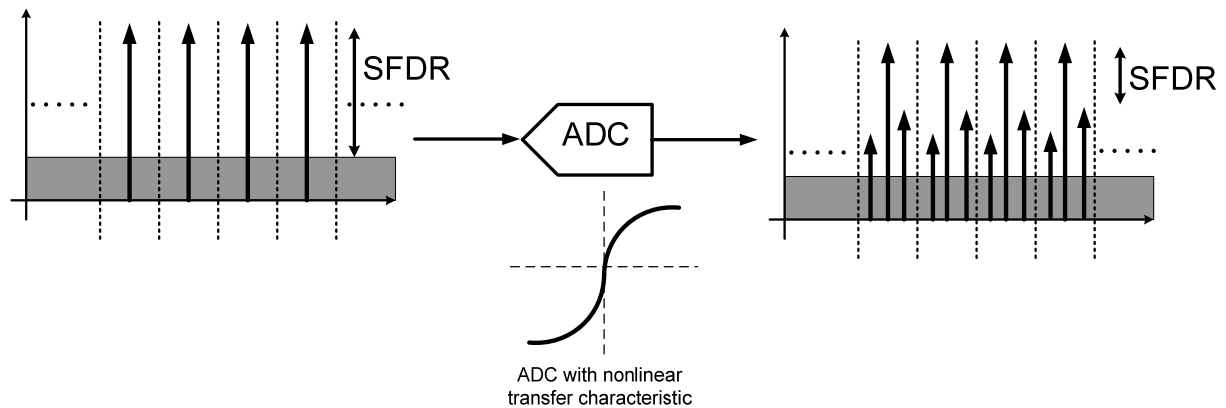 SFDR
ADC
SFDR
ADC with nonlinear
transfer characteristic